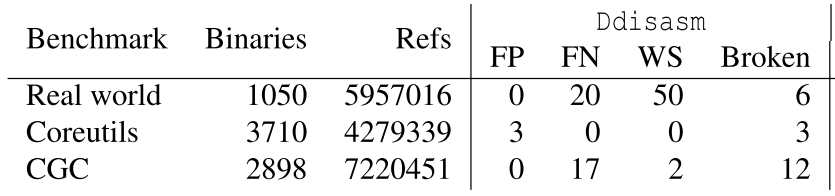 Ddisasm
Benchmark Binaries Refs FP FN WS Broken
Real world 1050 5957016 0 20 50 6
Coreutils 3710 4279339 3 0 0 3
CGC 2898 7220451 0 17 2 12